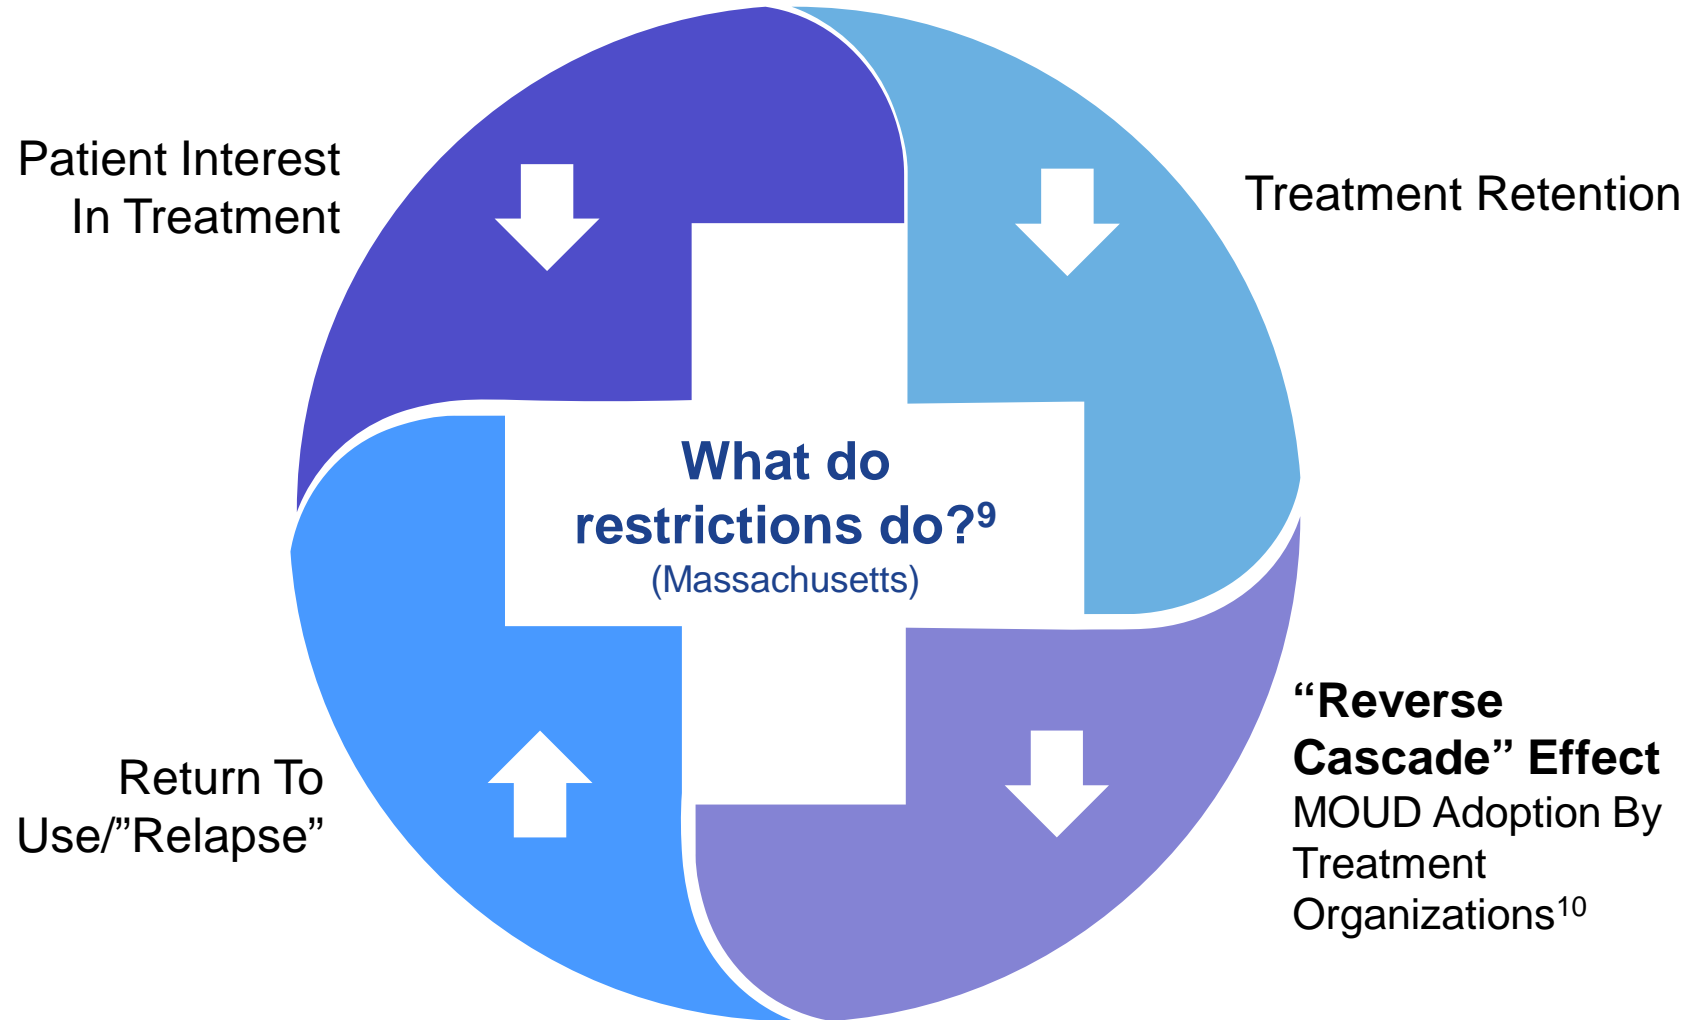 Patient Interest
In Treatment
Treatment Retention
What do
restrictions do?⁹
(Massachusetts)
Return To
Use/”Relapse”
“Reverse
Cascade” Effect
MOUD Adoption By
Treatment
Organizations¹⁰